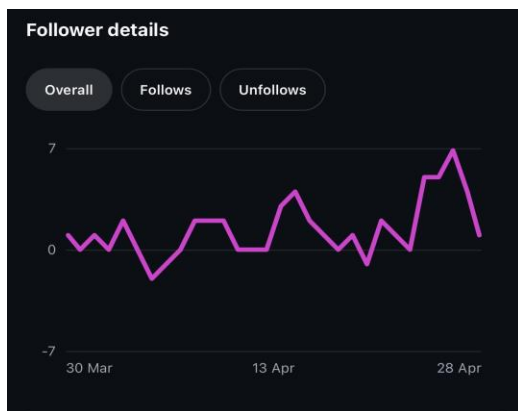 Follower details
Overall Follows Unfollows
7
0
-7
30 Mar 13 Apr 28 Apr